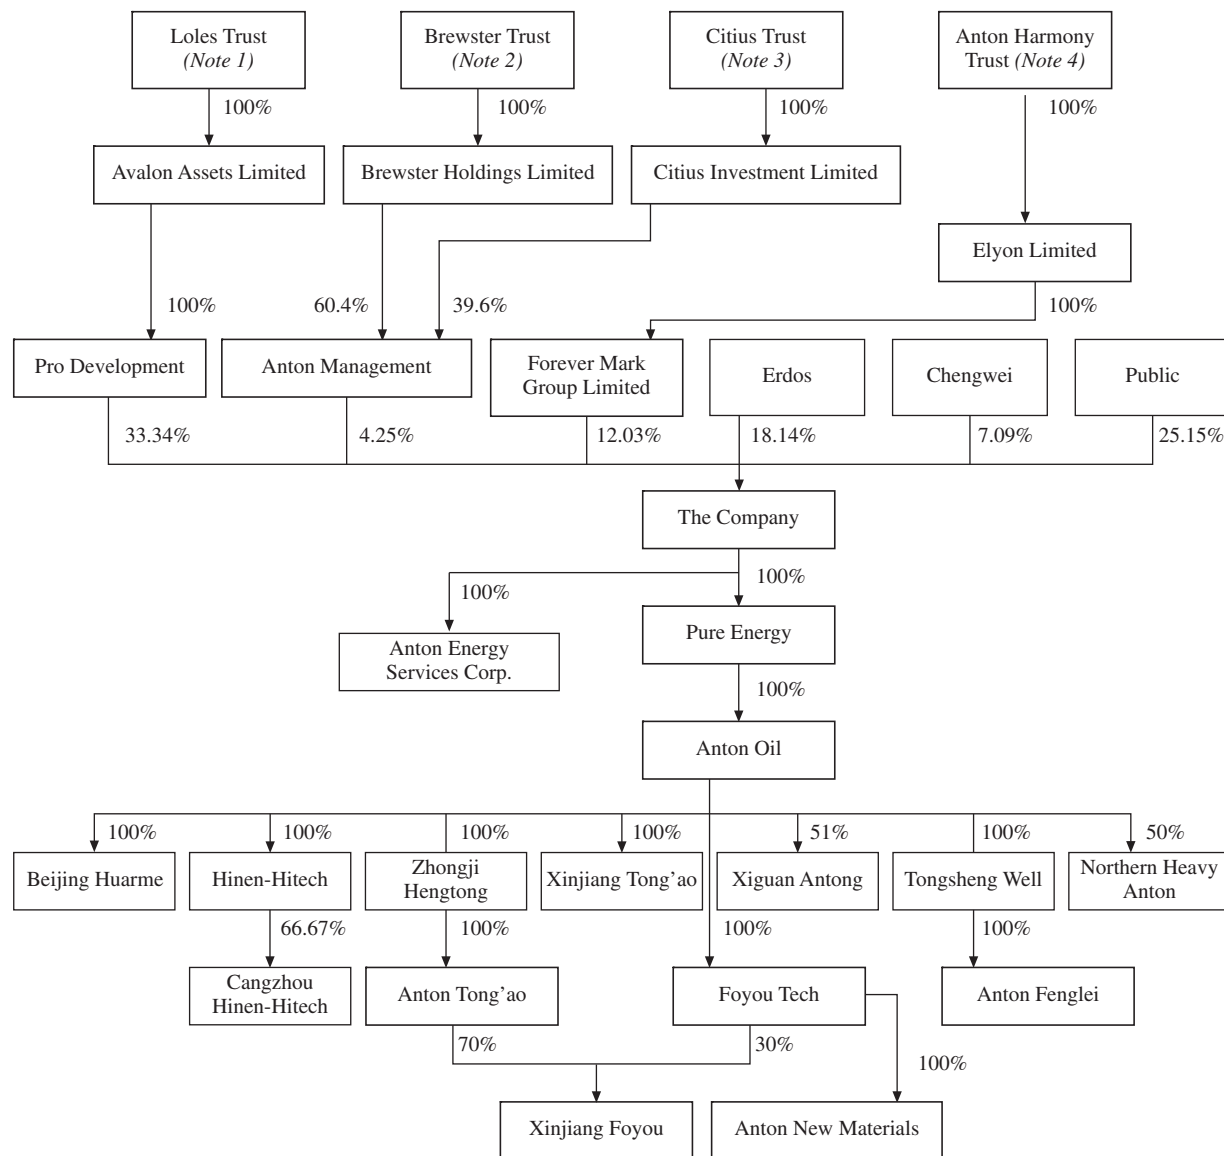 Loles Trust
(Note 1)
Brewster Trust
(Note 2)
Citius Trust
(Note 3)
Anton Harmony
Trust (Note 4)
100%
100%
100%
100%
Avalon Assets Limited
Brewster Holdings Limited
Citius Investment Limited
Elyon Limited
100%
60.4%
39.6%
100%
Pro Development
Anton Management
Forever Mark
Group Limited
Erdos
Chengwei
Public
33.34%
4.25%
12.03%
18.14%
7.09%
25.15%
The Company
100%
100%
Anton Energy
Services Corp.
Pure Energy
100%
Anton Oil
100%
100%
100%
100%
51%
100%
50%
Beijing Huarme
Hinen-Hitech
Zhongji
Hengtong
Xinjiang Tong’ao
Xiguan Antong
Tongsheng Well
Northern Heavy
Anton
66.67%
100%
100%
100%
Cangzhou
Hinen-Hitech
Anton Tong’ao
Foyou Tech
Anton Fenglei
70%
30%
100%
Xinjiang Foyou
Anton New Materials